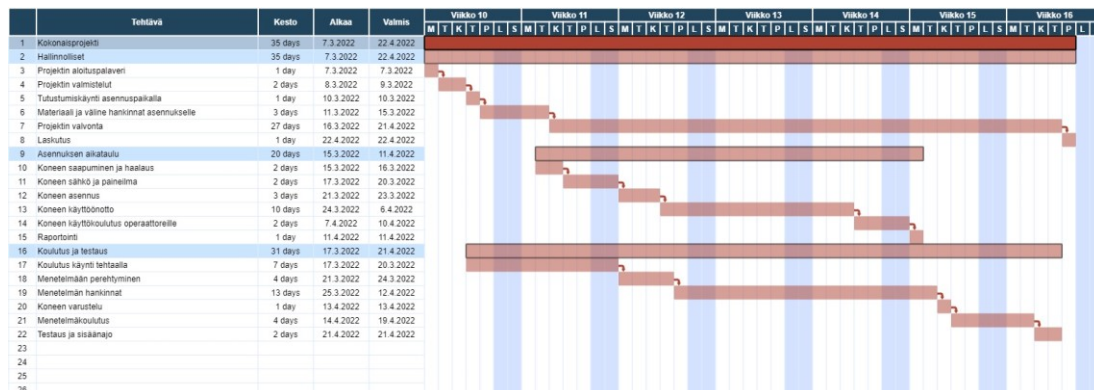 Tehtävä Kesto Alkaa Valmis Viikko 10 Viikko 11 Viikko 12 Viikko 13 Viikko 14 Viikko 15 Viikko 16
M T K T P L S M T K T P L S M T K T P L S M T K T P L S M T K T P L S M T K T P L S M T K T P L
1 Kokonaisprojekti 35 days 7.3.2022 22.4.2022
2 Hallinnolliset 35 days 7.3.2022 22.4.2022
3 Projektin aloituspalaveri 1 day 7.3.2022 7.3.2022
4 Projektin valmistelut 2 days 8.3.2022 9.3.2022
5 Tutustumiskäynti asennuspaikalla 1 day 10.3.2022 10.3.2022
6 Materiaali ja väline hankinnat asennukselle 3 days 11.3.2022 15.3.2022
7 Projektin valvonta 27 days 16.3.2022 21.4.2022
8 Laskutus 1 day 22.4.2022 22.4.2022
9 Asennuksen aikataulu 20 days 15.3.2022 11.4.2022
10 Koneen saapuminen ja haalaus 2 days 15.3.2022 16.3.2022
11 Koneen sähkö ja paineilma 2 days 17.3.2022 20.3.2022
12 Koneen asennus 3 days 21.3.2022 23.3.2022
13 Koneen käyttöönotto 10 days 24.3.2022 6.4.2022
14 Koneen käyttökoulutus operaattoreille 2 days 7.4.2022 10.4.2022
15 Raportointi 1 day 11.4.2022 11.4.2022
16 Koulutus ja testaus 31 days 17.3.2022 21.4.2022
17 Koulutus käynti tehtaalla 7 days 17.3.2022 20.3.2022
18 Menetelmään perehtyminen 4 days 21.3.2022 24.3.2022
19 Menetelmän hankinnat 13 days 25.3.2022 12.4.2022
20 Koneen varustelu 1 day 13.4.2022 13.4.2022
21 Menetelmäkoulutus 4 days 14.4.2022 19.4.2022
22 Testaus ja sisäänajo 2 days 21.4.2022 21.4.2022
23
24
25